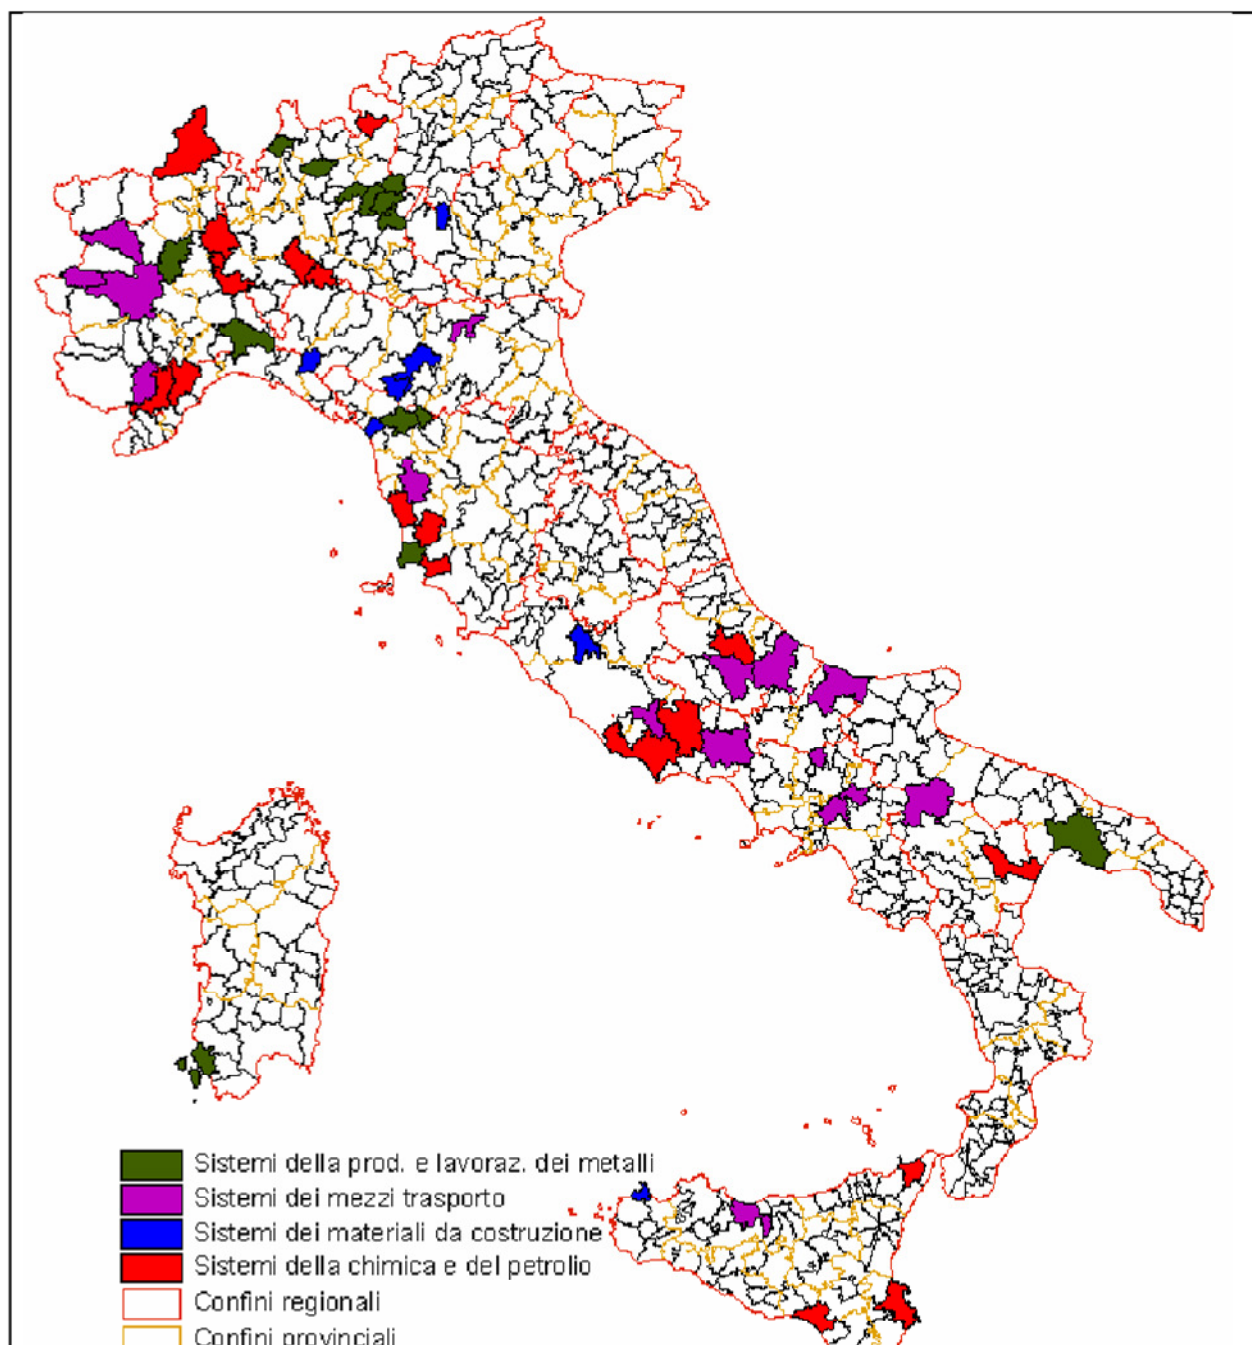 Sistemi della prod. e lavoraz. dei metalli
Sistemi dei mezzi trasporto
Sistemi dei materiali da costruzione
Sistemi della chimica e del petrolio
Confini regionali
Confini provinciali